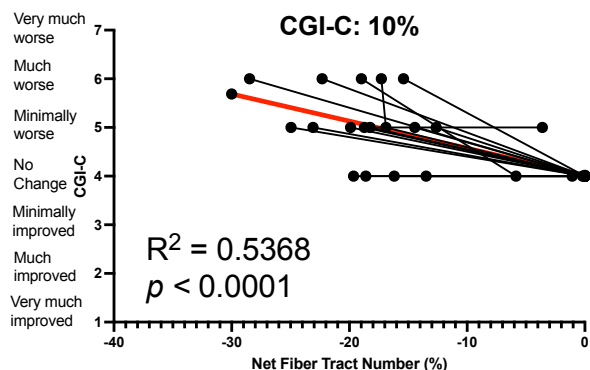 CGI-C: 10%
Very much
worse
Much
worse
Minimally
worse
No
Change
Minimally
improved
Much
improved
Very much
improved
CGI-C
7
6
5
4
3
2
1
R² = 0.5368
p < 0.0001
-40 -30 -20 -10 0
Net Fiber Tract Number (%)